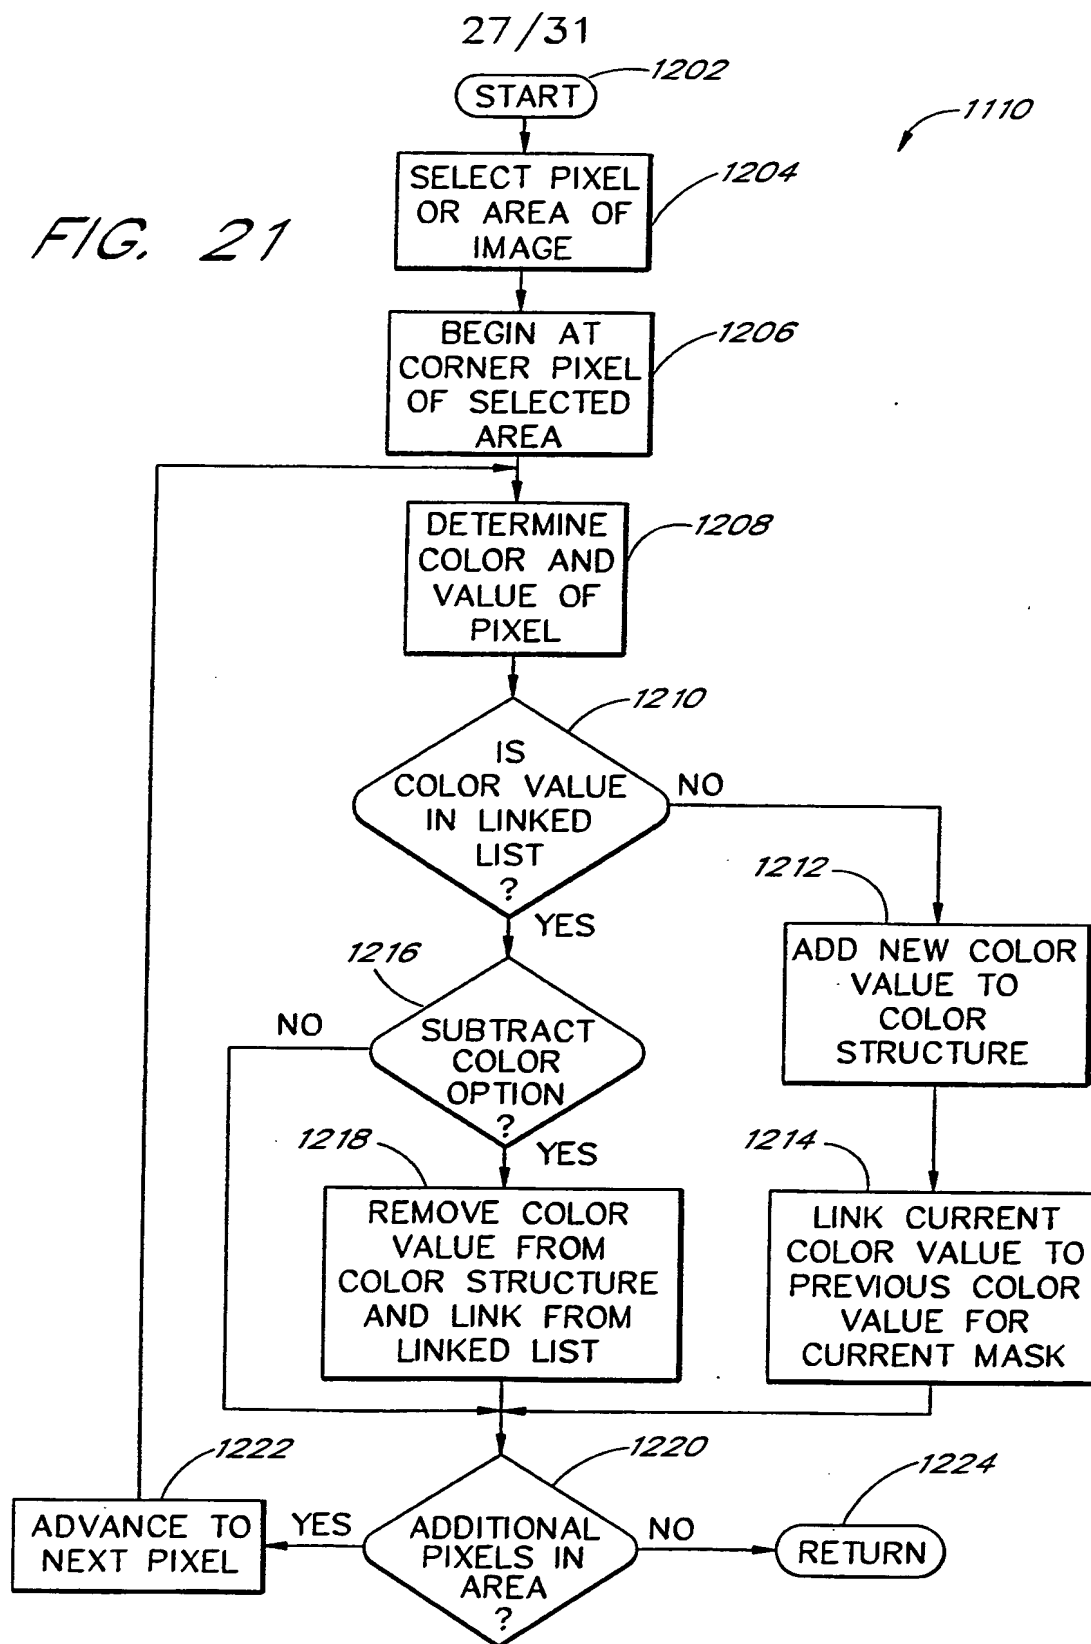 27/31
1202
START
1110
SELECT PIXEL
OR AREA OF
IMAGE
1204
FIG. 21
BEGIN AT
CORNER PIXEL
OF SELECTED
AREA
1206
DETERMINE
COLOR AND
VALUE OF
PIXEL
1208
1210
IS
COLOR VALUE
IN LINKED
LIST
?
NO
YES
1212
ADD NEW COLOR
VALUE TO
COLOR
STRUCTURE
1216
NO
SUBTRACT
COLOR
OPTION
?
YES
1218
REMOVE COLOR
VALUE FROM
COLOR STRUCTURE
AND LINK FROM
LINKED LIST
1214
LINK CURRENT
COLOR VALUE TO
PREVIOUS COLOR
VALUE FOR
CURRENT MASK
1222
ADVANCE TO
NEXT PIXEL
YES
1220
ADDITIONAL
PIXELS IN
AREA
?
NO
1224
RETURN